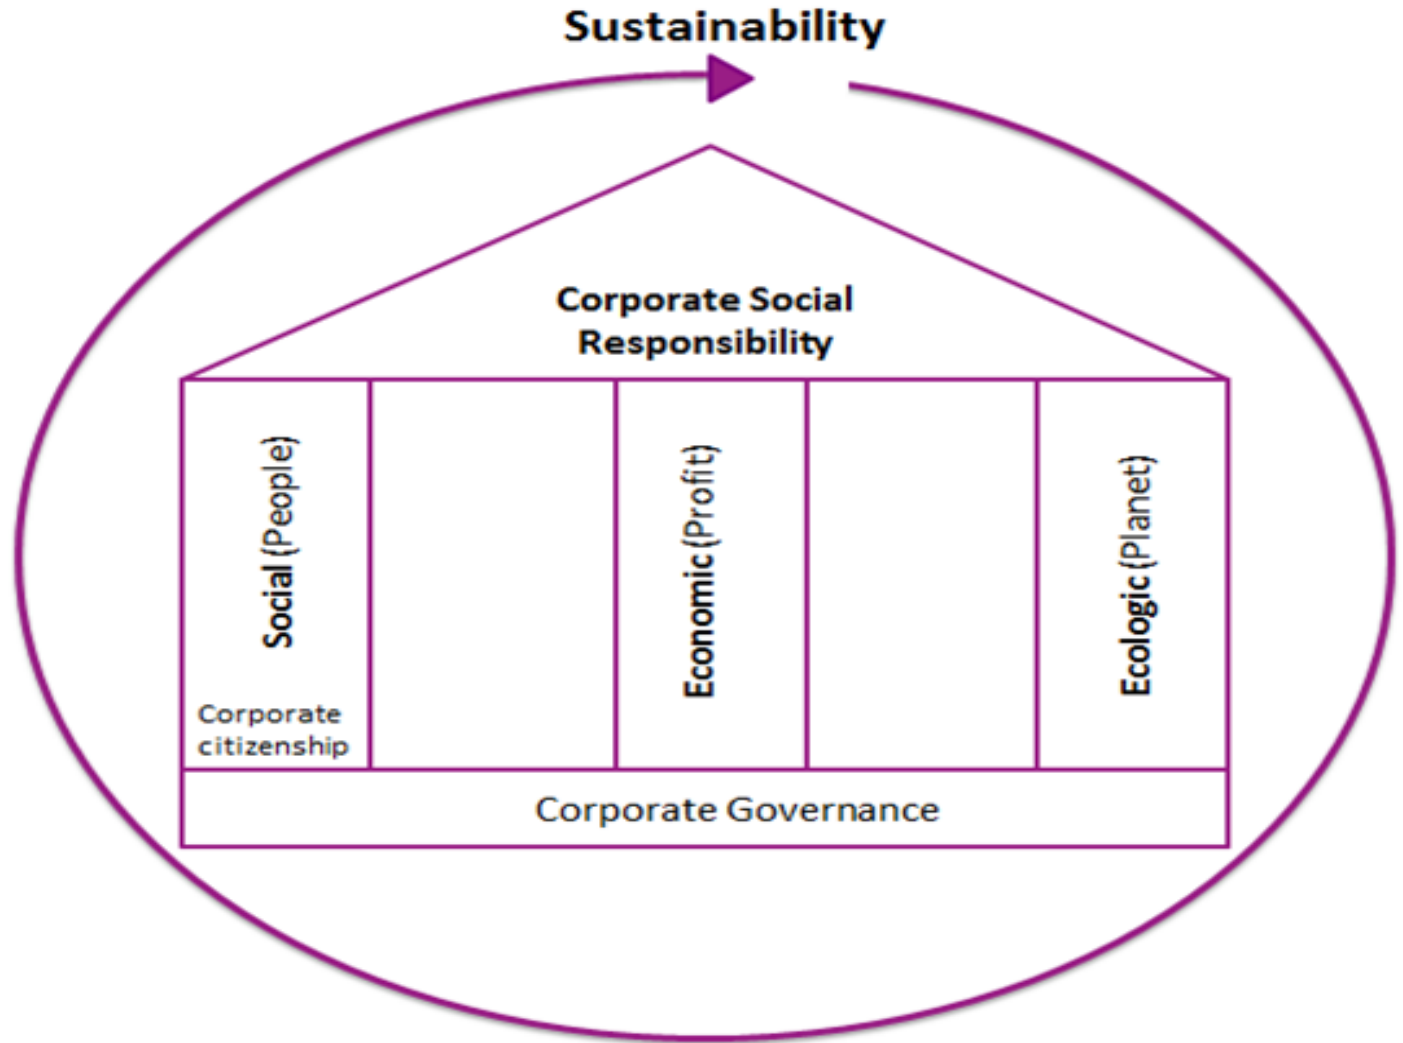 Sustainability
Corporate Social
Responsibility
Social (People)
Economic (Profit)
Ecologic (Planet)
Corporate
citizenship
Corporate Governance